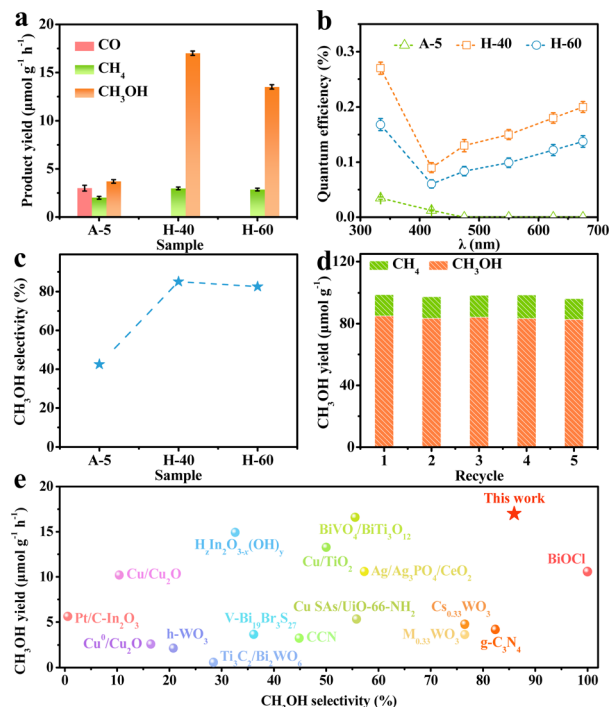 a
CO
CH₄
CH₃OH
Product yield (μmol g⁻¹ h⁻¹)
20
15
10
5
0
A-5
H-40
H-60
Sample
b
A-5
H-40
H-60
Quantum efficiency (%)
0.3
0.2
0.1
0.0
300
400
500
600
700
λ (nm)
c
CH₃OH selectivity (%)
80
60
40
20
0
A-5
H-40
H-60
Sample
d
CH₄
CH₃OH
CH₃OH yield (μmol g⁻¹)
120
80
40
0
1
2
3
4
5
Recycle
e
CH₃OH yield (μmol g⁻¹ h⁻¹)
20
15
10
5
0
This work
BiVO₄/BiTi₃O₁₂
HzIn₂O₃₋ₓ(OH)y
Cu/TiO₂
BiOCl
Cu/Cu₂O
Ag/Ag₃PO₄/CeO₂
Pt/C-In₂O₃
Cu SAs/UiO-66-NH₂
Cs₀.₃₃WO₃
V-Bi₁₉Br₃S₂₇
h-WO₃
Cu⁰/Cu₂O
CCN
M₀.₃₃WO₃
g-C₃N₄
Ti₃C₂/Bi₂WO₆
0
10
20
30
40
50
60
70
80
90
100
CH₃OH selectivity (%)